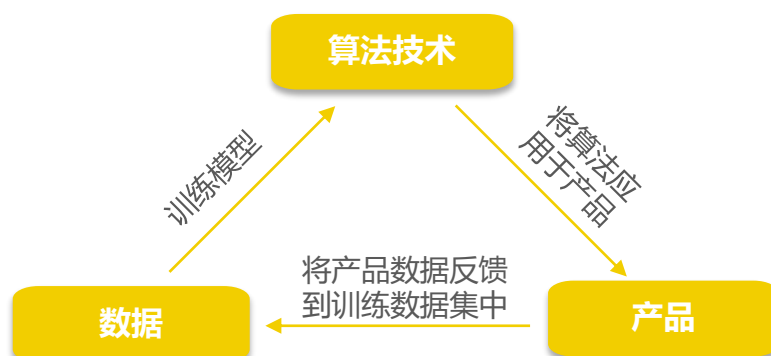 算法技术
训练模型
将算法应
用于产品
将产品数据反馈
到训练数据集中
数据
产品